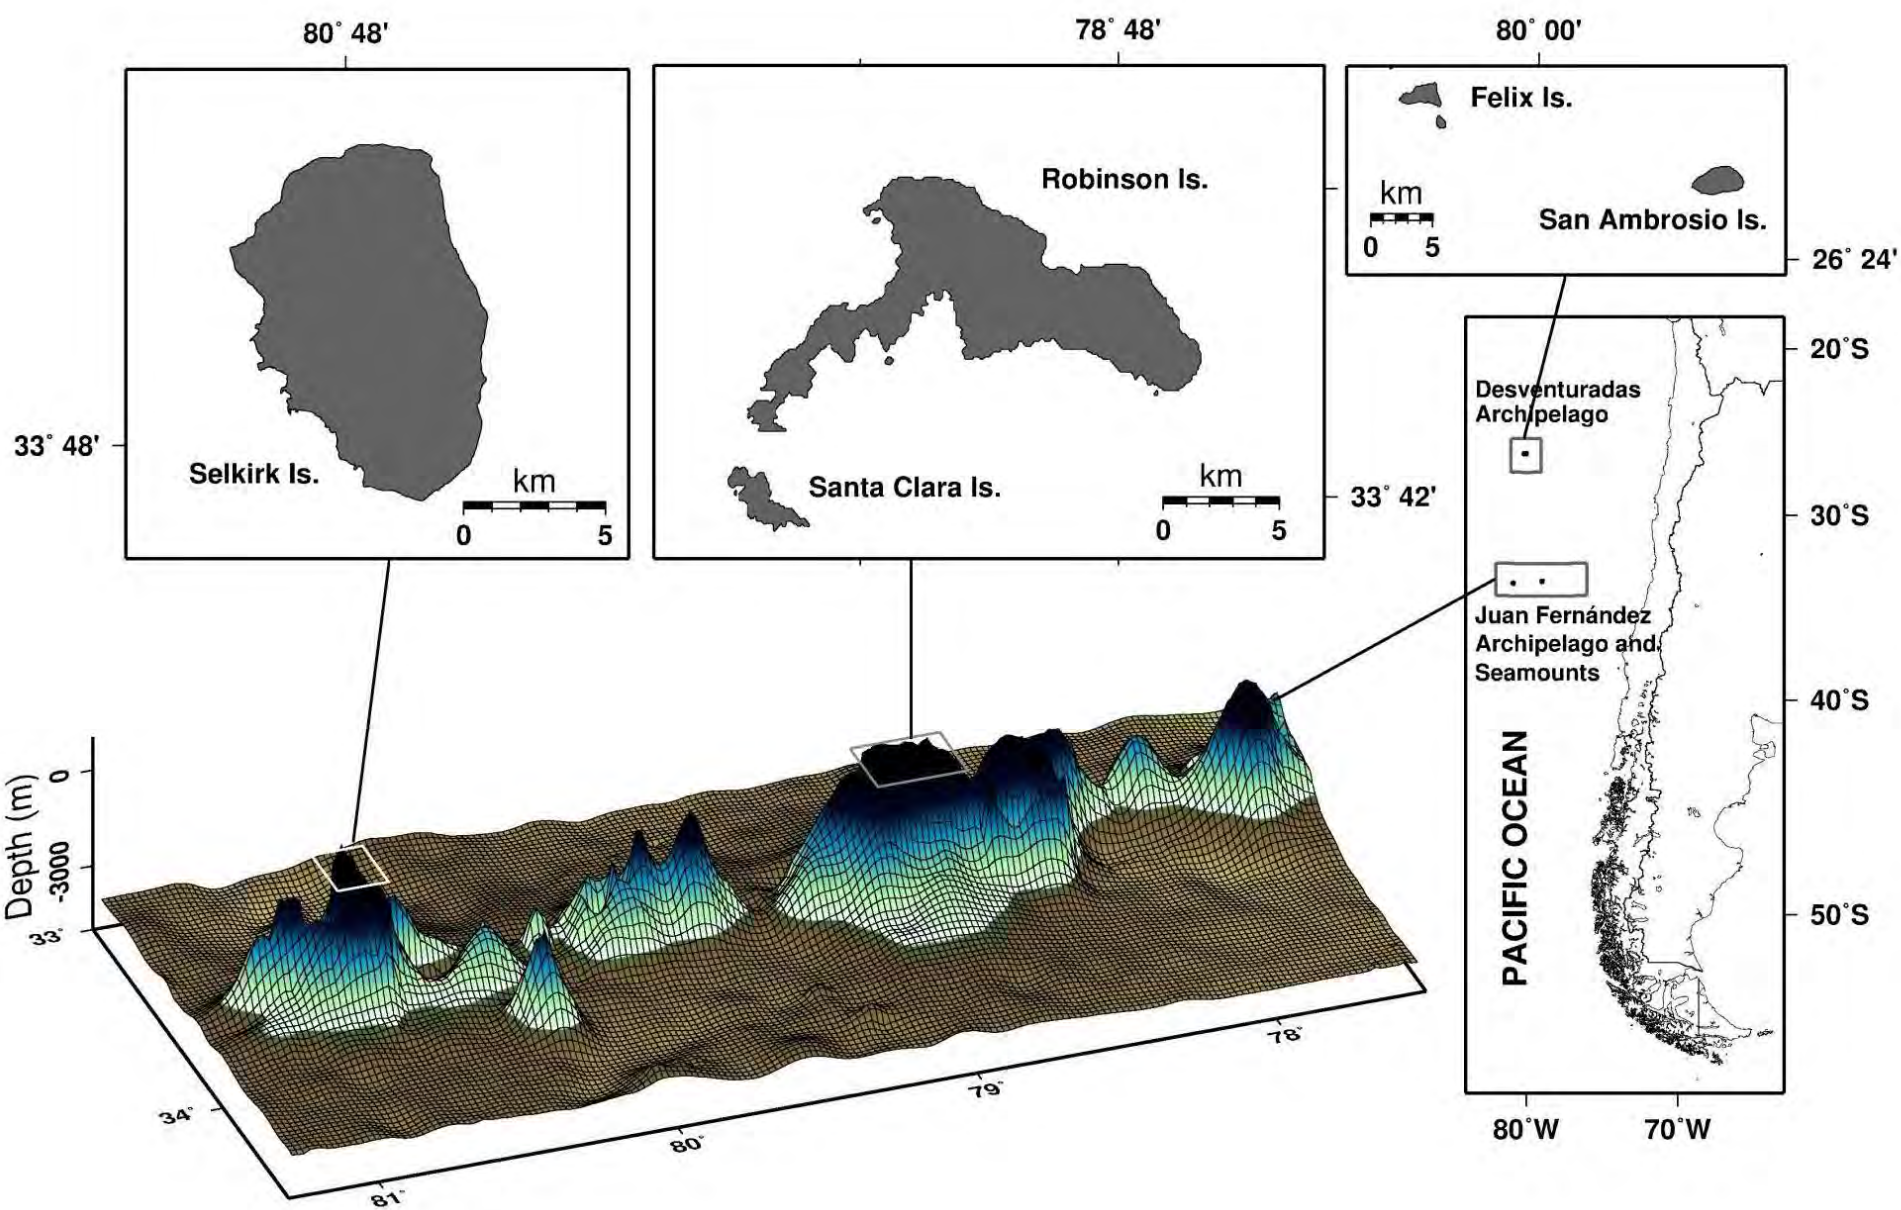 80° 48'
78° 48'
80° 00'
Felix Is.
km
0 5
San Ambrosio Is.
26° 24'
Robinson Is.
33° 48'
Selkirk Is.
km
0 5
Santa Clara Is.
km
0 5
33° 42'
20°S
Desventuradas
Archipelago
30°S
Juan Fernández
Archipelago and
Seamounts
40°S
PACIFIC OCEAN
50°S
80°W 70°W
Depth (m)
0
-3000
33°
34°
81°
80°
79°
78°